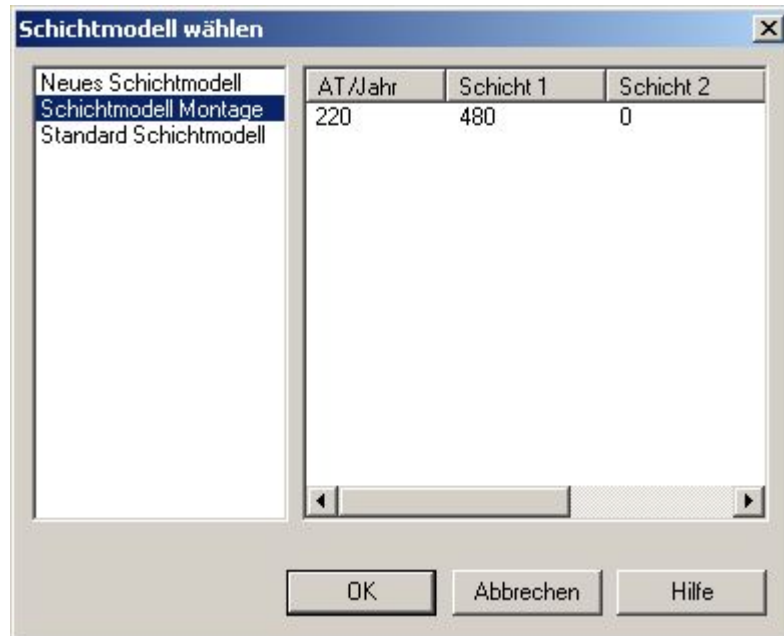 Schichtmodell wählen
Neues Schichtmodell
Schichtmodell Montage
Standard Schichtmodell
AT/Jahr Schicht 1 Schicht 2
220 480 0
OK Abbrechen Hilfe